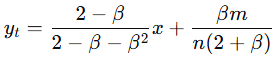 $y_t = \frac{2 - \beta}{2 - \beta - \beta^2} x + \frac{\beta m}{n(2 + \beta)}$